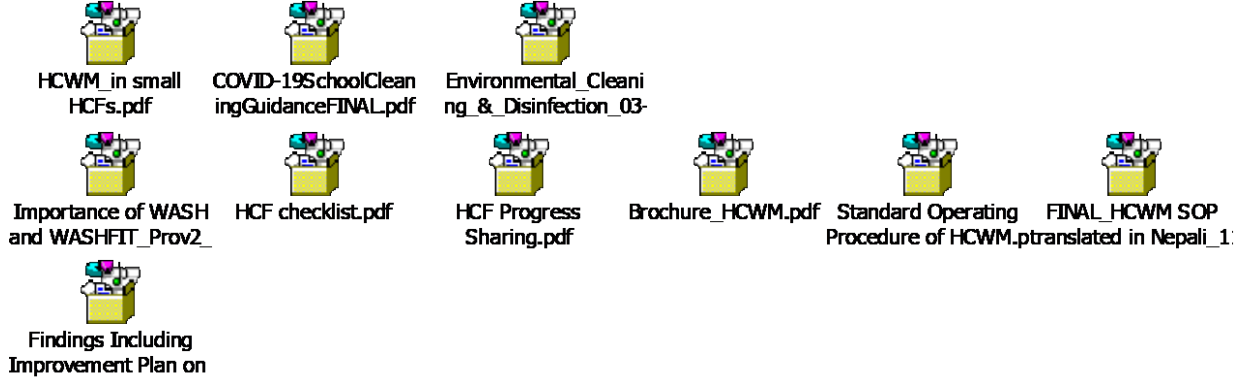 HCWM_in small
HCFs.pdf
COVID-19SchoolClean
ingGuidanceFINAL.pdf
Environmental_Cleani
ng_&_Disinfection_03-
Importance of WASH
and WASHFIT_Prov2_
HCF checklist.pdf
HCF Progress
Sharing.pdf
Brochure_HCWM.pdf
Standard Operating
Procedure of HCWM.p
FINAL_HCWM SOP
translated in Nepali_11
Findings Including
Improvement Plan on